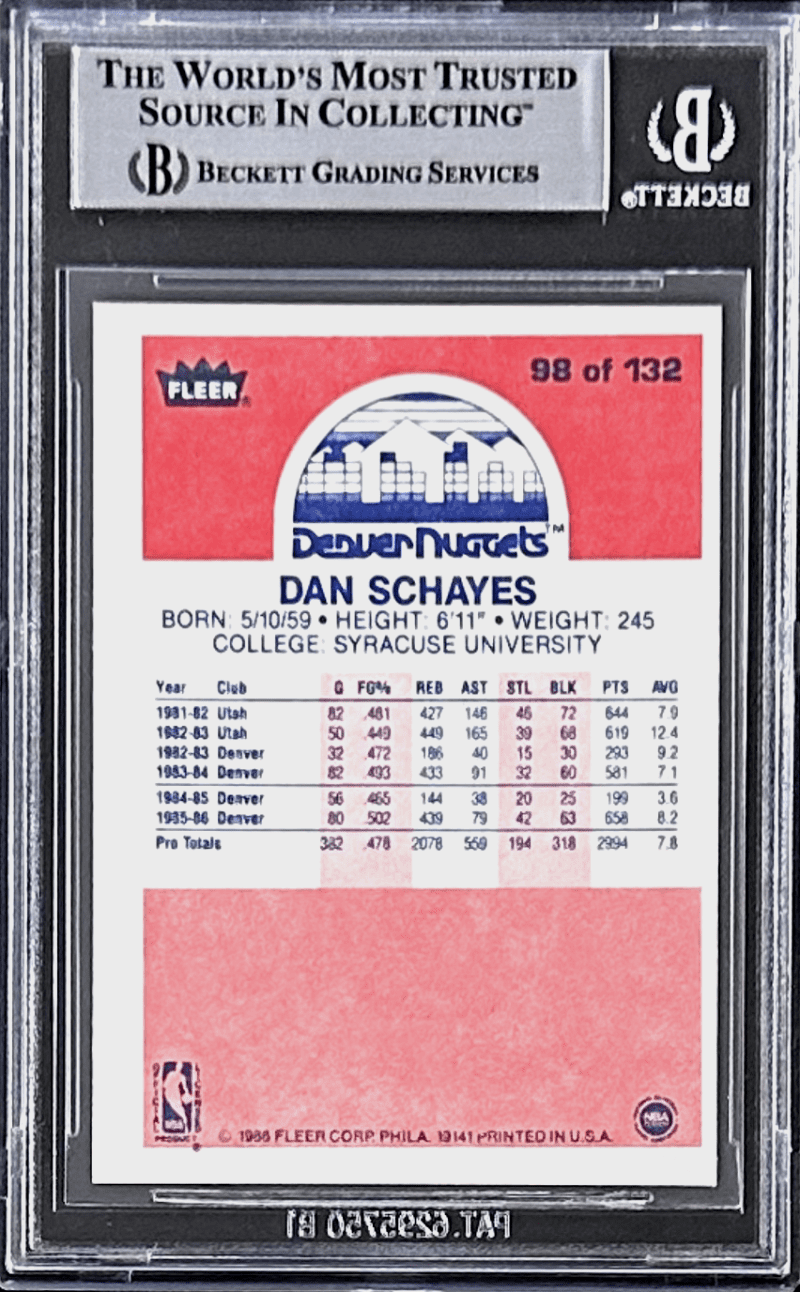 THE WORLD'S MOST TRUSTED
SOURCE IN COLLECTING™
B BECKETT GRADING SERVICES
B
BECKETT®
FLEER®
98 of 132
DENVER NUGGETS™
DAN SCHAYES
BORN: 5/10/59 • HEIGHT: 6'11" • WEIGHT: 245
COLLEGE: SYRACUSE UNIVERSITY
Year Club G FG% REB AST STL BLK PTS AVG
1981-82 Utah 82 .481 427 146 46 72 644 7.9
1982-83 Utah 50 .449 449 165 39 68 619 12.4
1982-83 Denver 32 .472 186 40 15 30 293 9.2
1983-84 Denver 82 .493 433 91 32 60 581 7.1
1984-85 Denver 56 .465 144 38 20 25 199 3.6
1985-86 Denver 80 .502 439 79 42 63 658 8.2
Pro Totals 382 .478 2078 559 194 318 2994 7.8
OFFICIAL NBA LICENSED
PRODUCT
© 1986 FLEER CORP. PHILA. 19141 PRINTED IN U.S.A.
NBA
PAT.6295750 B1